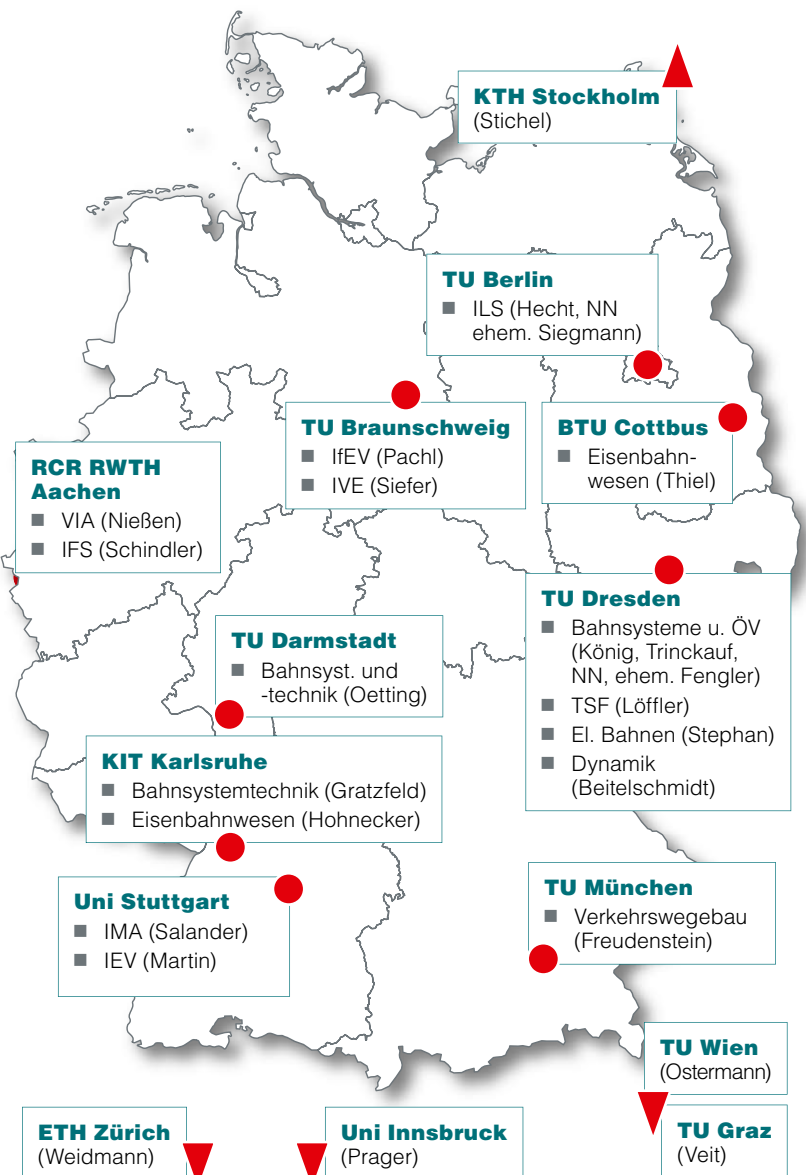 KTH Stockholm
(Stichel)
TU Berlin
■ ILS (Hecht, NN
ehem. Siegmann)
TU Braunschweig
■ IfEV (Pachl)
■ IVE (Siefer)
BTU Cottbus
■ Eisenbahn-
wesen (Thiel)
RCR RWTH
Aachen
■ VIA (Nießen)
■ IFS (Schindler)
TU Dresden
■ Bahnsysteme u. ÖV
(König, Trinckauf,
NN, ehem. Fengler)
■ TSF (Löffler)
■ El. Bahnen (Stephan)
■ Dynamik
(Beitelschmidt)
TU Darmstadt
■ Bahnsyst. und
-technik (Oetting)
KIT Karlsruhe
■ Bahnsystemtechnik (Gratzfeld)
■ Eisenbahnwesen (Hohnecker)
Uni Stuttgart
■ IMA (Salander)
■ IEV (Martin)
TU München
■ Verkehrswegebau
(Freudenstein)
TU Wien
(Ostermann)
ETH Zürich
(Weidmann)
Uni Innsbruck
(Prager)
TU Graz
(Veit)